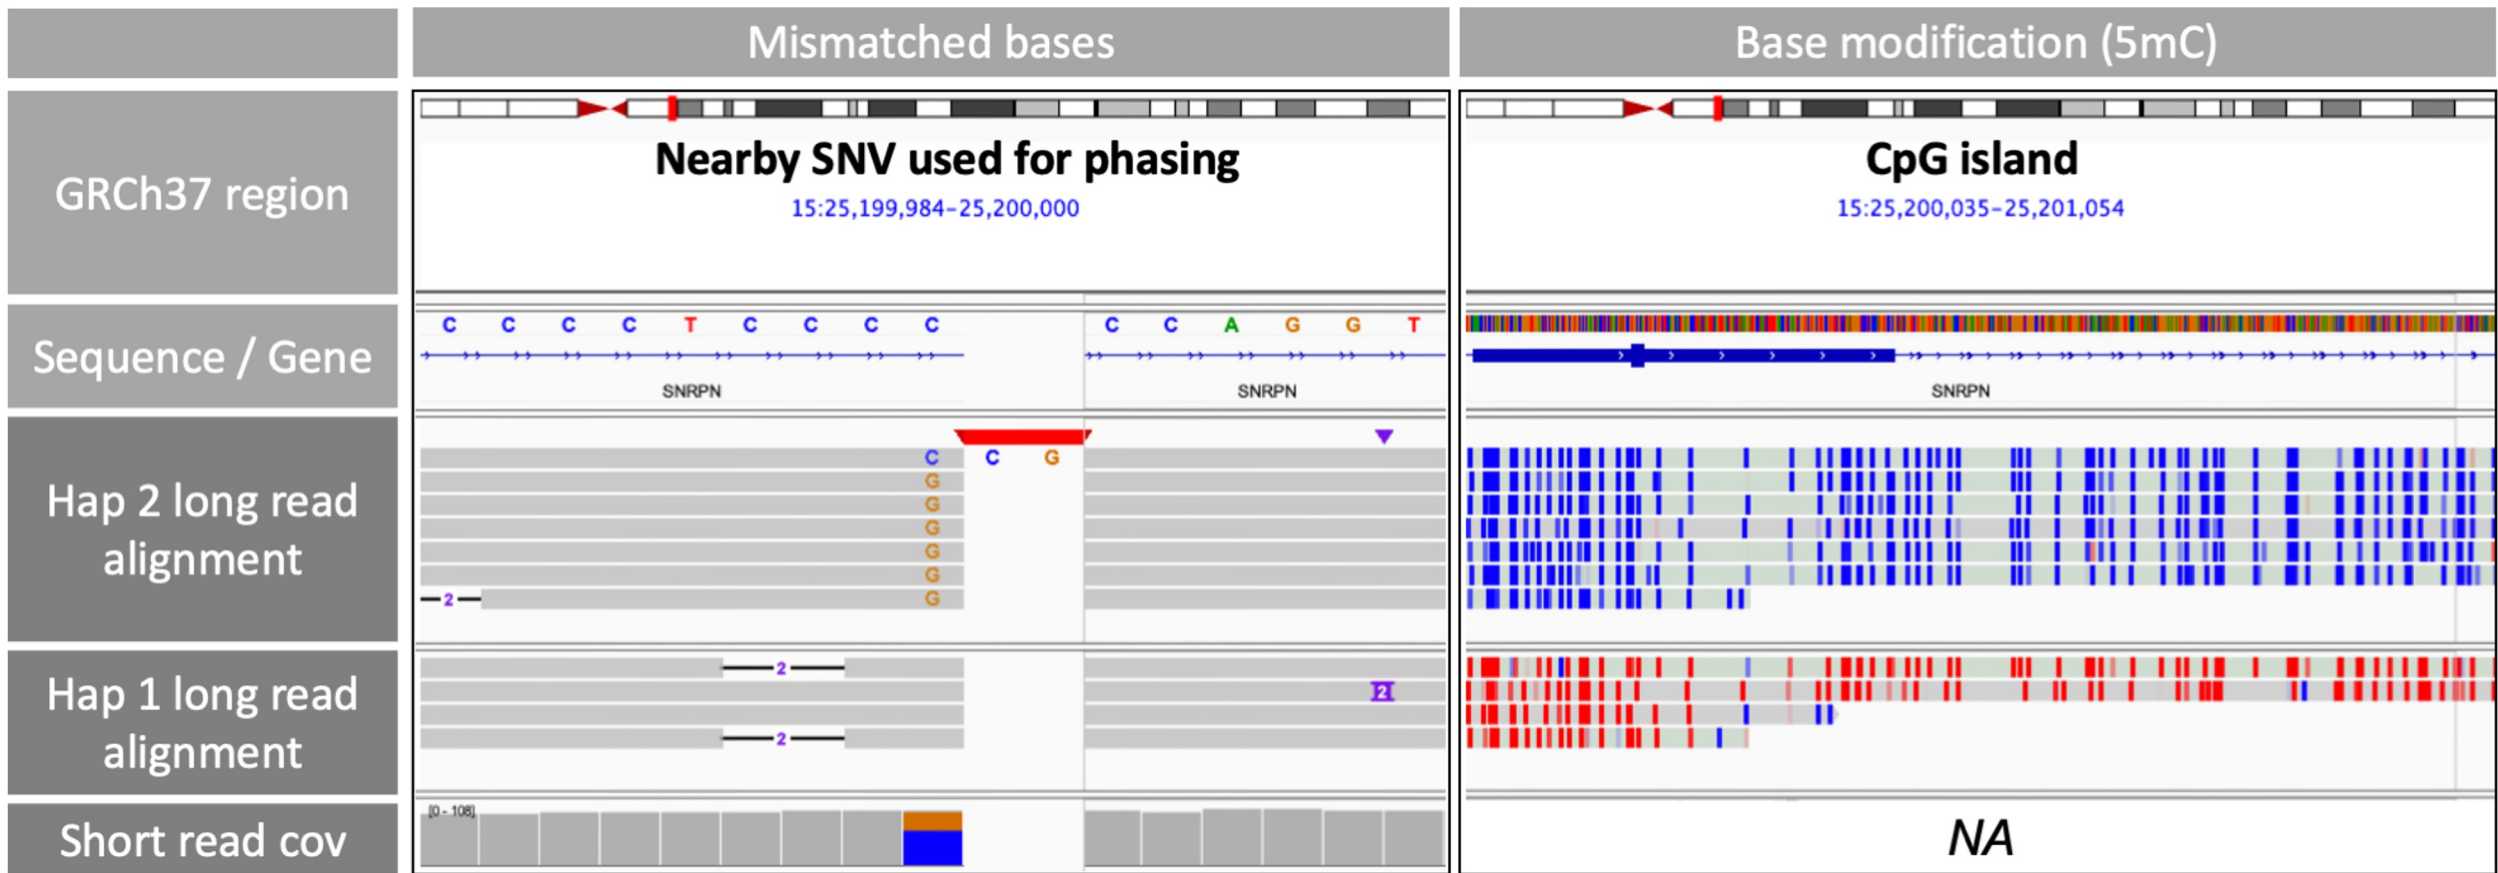 Mismatched bases
Base modification (5mC)
GRCh37 region
Nearby SNV used for phasing
15:25,199,984-25,200,000
CpG island
15:25,200,035-25,201,054
Sequence / Gene
C C C C T C C C C C C A G G T
SNRPN SNRPN
SNRPN
Hap 2 long read
alignment
C C G
G
G
G
G
G
2 G
Hap 1 long read
alignment
2
2
2
Short read cov
[0 - 108]
NA